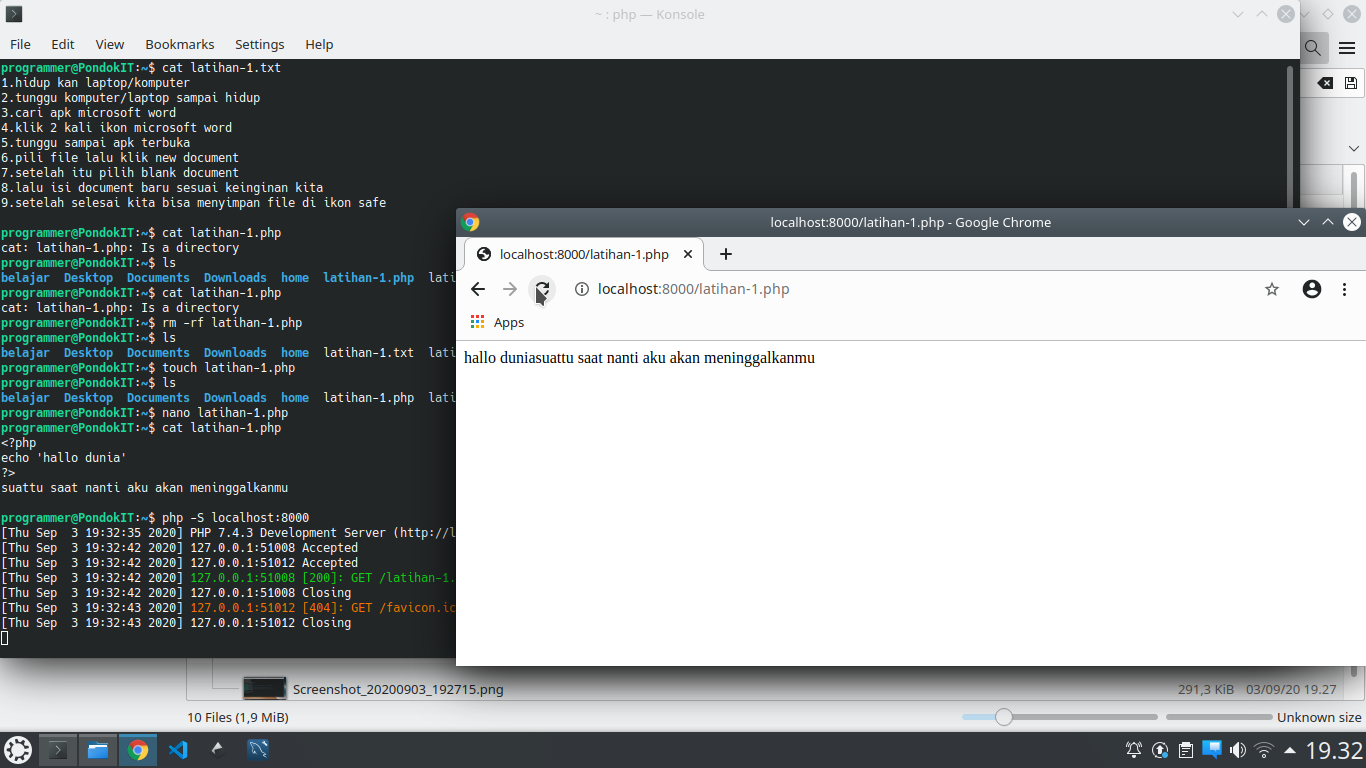 ~ : php — Konsole
File Edit View Bookmarks Settings Help
programmer@PondokIT:~$ cat latihan-1.txt
1.hidup kan laptop/komputer
2.tunggu komputer/laptop sampai hidup
3.cari apk microsoft word
4.klik 2 kali ikon microsoft word
5.tunggu sampai apk terbuka
6.pili file lalu klik new document
7.setelah itu pilih blank document
8.lalu isi document baru sesuai keinginan kita
9.setelah selesai kita bisa menyimpan file di ikon safe
programmer@PondokIT:~$ cat latihan-1.php
cat: latihan-1.php: Is a directory
programmer@PondokIT:~$ ls
belajar Desktop Documents Downloads home latihan-1.php lati
programmer@PondokIT:~$ cat latihan-1.php
cat: latihan-1.php: Is a directory
programmer@PondokIT:~$ rm -rf latihan-1.php
programmer@PondokIT:~$ ls
belajar Desktop Documents Downloads home latihan-1.txt lati
programmer@PondokIT:~$ touch latihan-1.php
programmer@PondokIT:~$ ls
belajar Desktop Documents Downloads home latihan-1.php lati
programmer@PondokIT:~$ nano latihan-1.php
programmer@PondokIT:~$ cat latihan-1.php
<?php
echo 'hallo dunia'
?>
suattu saat nanti aku akan meninggalkanmu
programmer@PondokIT:~$ php -S localhost:8000
[Thu Sep 3 19:32:35 2020] PHP 7.4.3 Development Server (http://l
[Thu Sep 3 19:32:42 2020] 127.0.0.1:51008 Accepted
[Thu Sep 3 19:32:42 2020] 127.0.0.1:51012 Accepted
[Thu Sep 3 19:32:42 2020] 127.0.0.1:51008 [200]: GET /latihan-1.
[Thu Sep 3 19:32:42 2020] 127.0.0.1:51008 Closing
[Thu Sep 3 19:32:43 2020] 127.0.0.1:51012 [404]: GET /favicon.ic
[Thu Sep 3 19:32:43 2020] 127.0.0.1:51012 Closing
localhost:8000/latihan-1.php - Google Chrome
localhost:8000/latihan-1.php
localhost:8000/latihan-1.php
Apps
hallo duniasuattu saat nanti aku akan meninggalkanmu
Screenshot_20200903_192715.png 291,3 KiB 03/09/20 19.27
10 Files (1,9 MiB) Unknown size
19.32